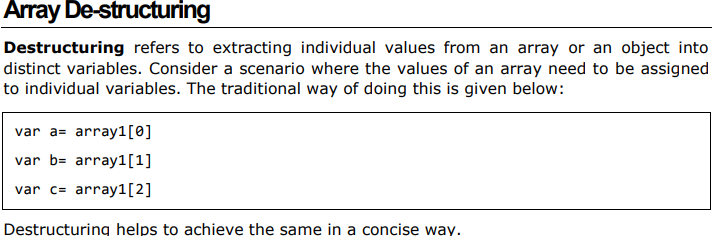 Array De-structuring
Destructuring refers to extracting individual values from an array or an object into
distinct variables. Consider a scenario where the values of an array need to be assigned
to individual variables. The traditional way of doing this is given below:
var a= array1[0]
var b= array1[1]
var c= array1[2]
Destructuring helps to achieve the same in a concise way.